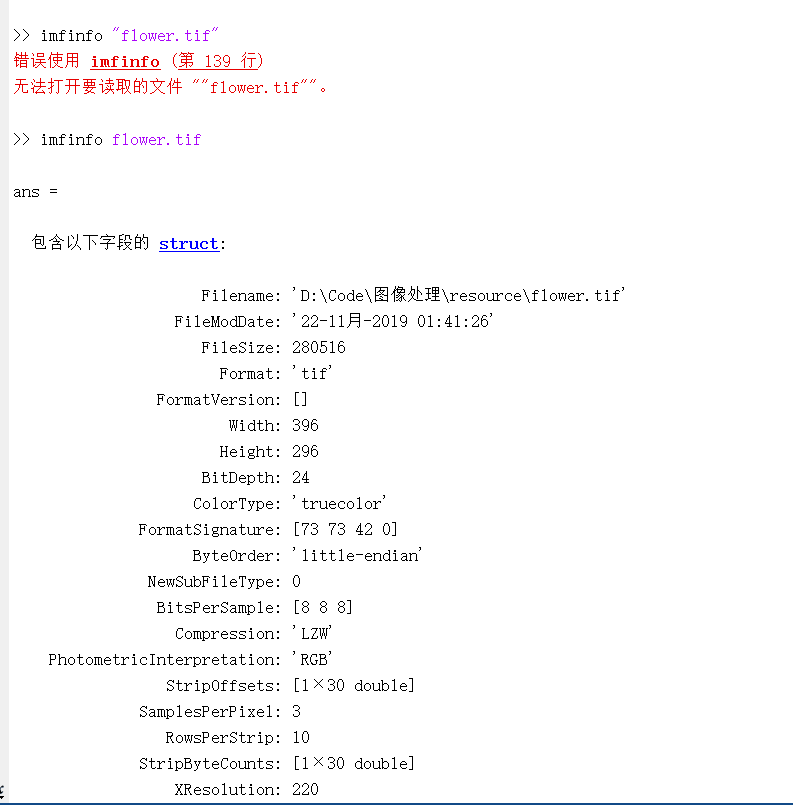 >> imfinfo "flower.tif"
错误使用 imfinfo (第 139 行)
无法打开要读取的文件 ""flower.tif""。
>> imfinfo flower.tif
ans =
包含以下字段的 struct:
Filename: 'D:\Code\图像处理\resource\flower.tif'
FileModDate: '22-11月-2019 01:41:26'
FileSize: 280516
Format: 'tif'
FormatVersion: []
Width: 396
Height: 296
BitDepth: 24
ColorType: 'truecolor'
FormatSignature: [73 73 42 0]
ByteOrder: 'little-endian'
NewSubFileType: 0
BitsPerSample: [8 8 8]
Compression: 'LZW'
PhotometricInterpretation: 'RGB'
StripOffsets: [1×30 double]
SamplesPerPixel: 3
RowsPerStrip: 10
StripByteCounts: [1×30 double]
XResolution: 220